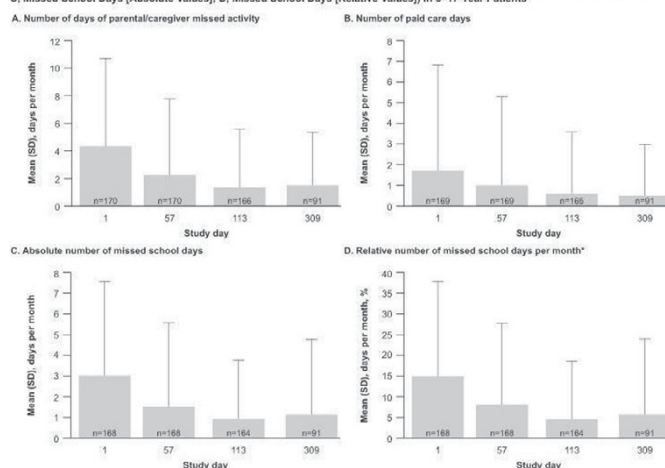 C, Missed School Days [Absolute Values]; D, Missed School Days [Relative Values]) in 5–17 Year Patients
A. Number of days of parental/caregiver missed activity
Mean (SD), days per month
12
10
8
6
4
2
0
n=170
n=170
n=166
n=91
1
57
113
309
Study day
B. Number of paid care days
Mean (SD), days per month
8
7
6
5
4
3
2
1
0
n=169
n=169
n=165
n=91
1
57
113
309
Study day
C. Absolute number of missed school days
Mean (SD), days per month
8
7
6
5
4
3
2
1
0
n=168
n=168
n=164
n=91
1
57
113
309
Study day
D. Relative number of missed school days per month*
Mean (SD), days per month, %
40
35
30
25
20
15
10
5
0
n=168
n=168
n=164
n=91
1
57
113
309
Study day